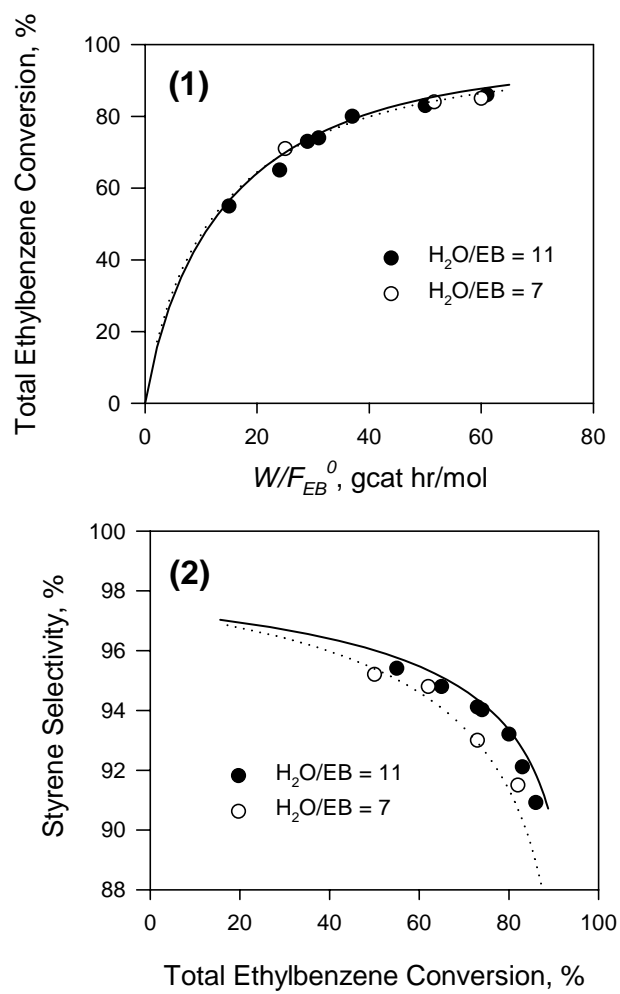 (1)
Total Ethylbenzene Conversion, %
100
80
60
40
20
0
H₂O/EB = 11
H₂O/EB = 7
0 20 40 60 80
W/F_EB⁰, gcat hr/mol
(2)
Styrene Selectivity, %
100
98
96
94
92
90
88
H₂O/EB = 11
H₂O/EB = 7
0 20 40 60 80 100
Total Ethylbenzene Conversion, %